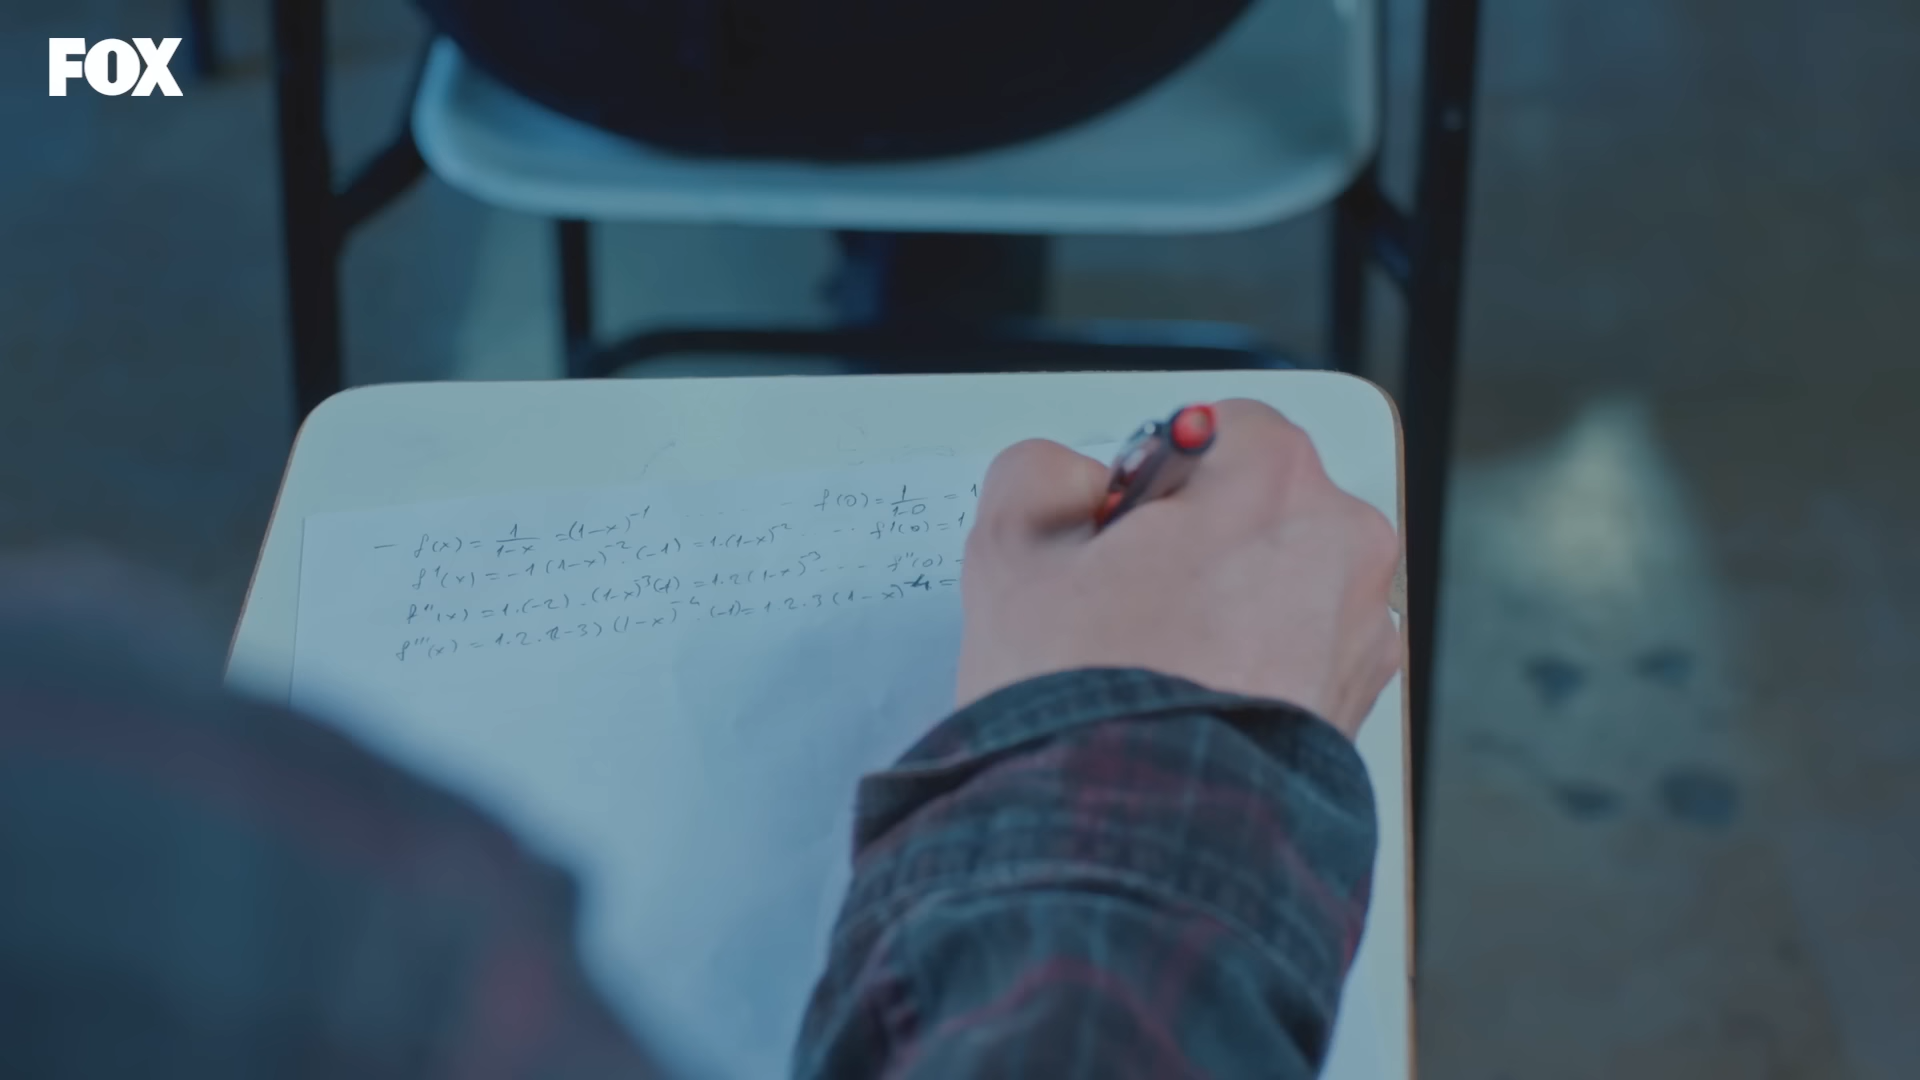 FOX
— f(x) = 1/1-x = (1-x)^-1 ... f(0) = 1/1-0 = 1
f'(x) = -1(1-x)^-2 . (-1) = 1.(1-x)^-2 ... f'(0) = 1
f''(x) = 1.(-2) . (1-x)^-3 (-1) = 1.2(1-x)^-3 ... f''(0) =
f'''(x) = 1.2.(-3) (1-x)^-4 . (-1) = 1.2.3(1-x)^-4 =